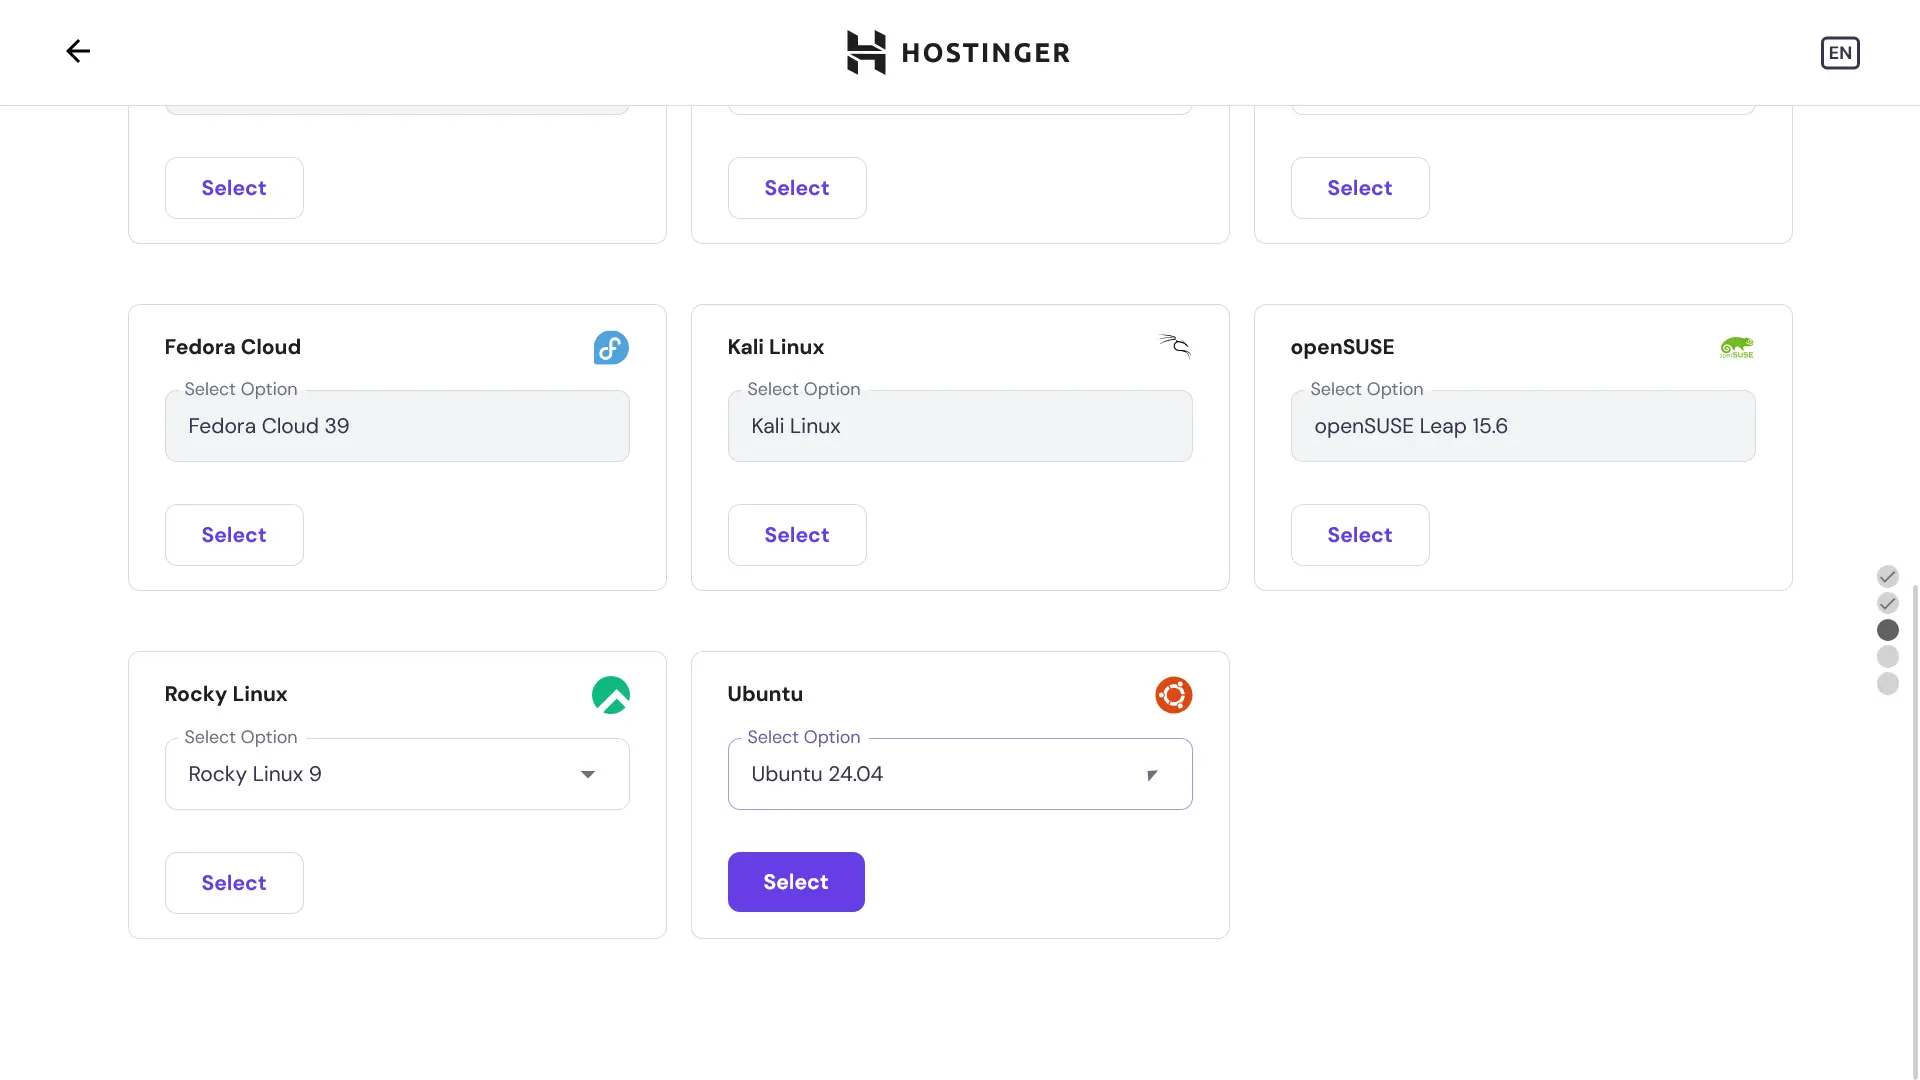 HOSTINGER
EN
Select
Select
Select
Fedora Cloud
Select Option
Fedora Cloud 39
Select
Kali Linux
Select Option
Kali Linux
Select
openSUSE
openSUSE
Select Option
openSUSE Leap 15.6
Select
Rocky Linux
Select Option
Rocky Linux 9
Select
Ubuntu
Select Option
Ubuntu 24.04
Select